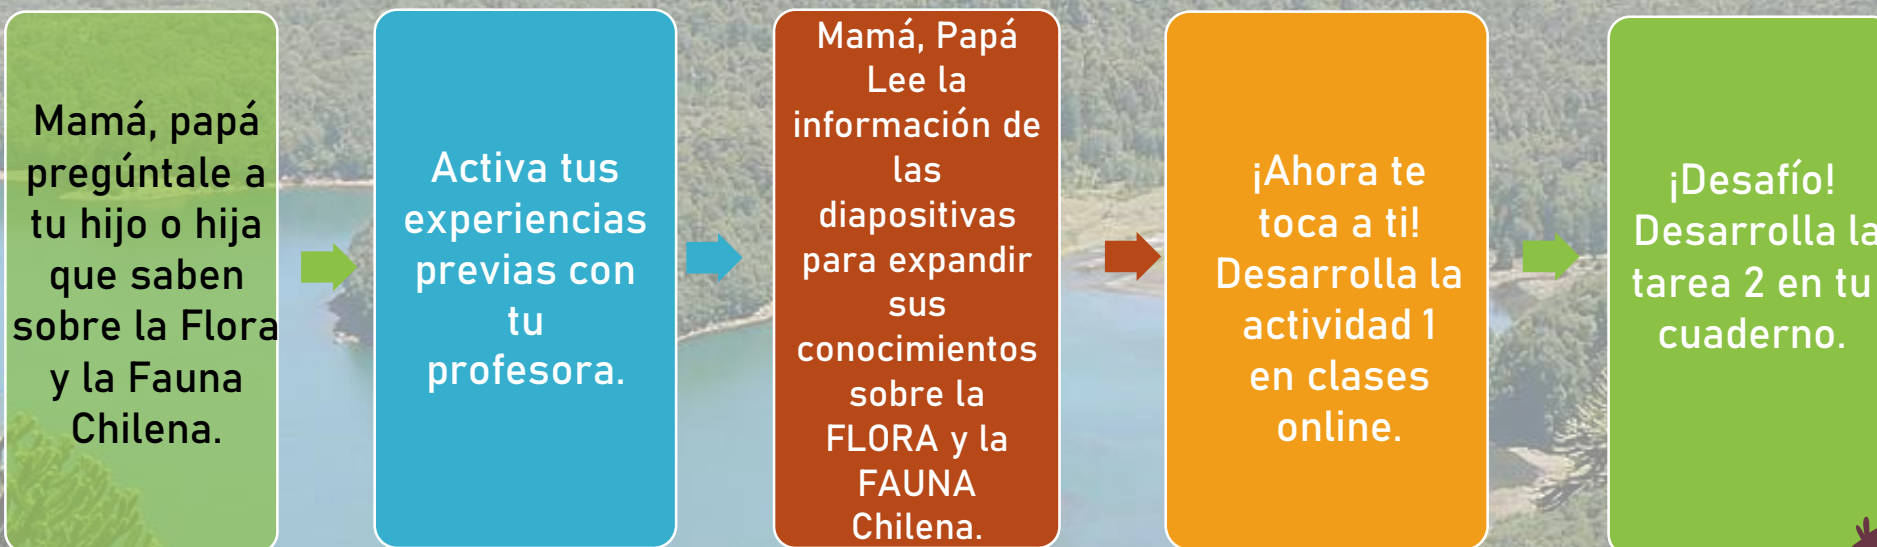 Mamá, papá
pregúntale a
tu hijo o hija
que saben
sobre la Flora
y la Fauna
Chilena.
Activa tus
experiencias
previas con
tu
profesora.
Mamá, Papá
Lee la
información de
las
diapositivas
para expandir
sus
conocimientos
sobre la
FLORA y la
FAUNA
Chilena.
¡Ahora te
toca a ti!
Desarrolla la
actividad 1
en clases
online.
¡Desafío!
Desarrolla la
tarea 2 en tu
cuaderno.